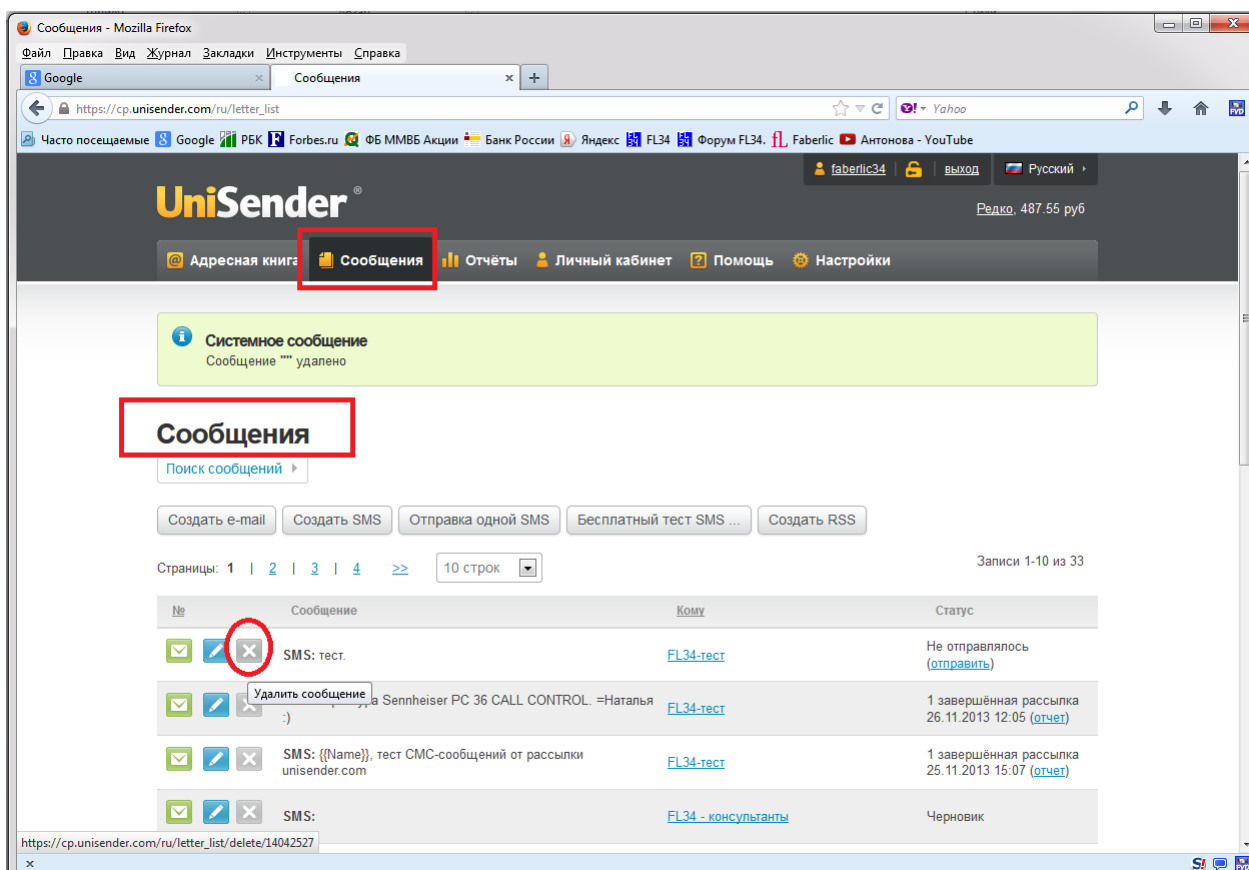 Сообщения - Mozilla Firefox
Файл Правка Вид Журнал Закладки Инструменты Справка
Google Сообщения
https://cp.unisender.com/ru/letter_list Yahoo
Часто посещаемые Google РБК Forbes.ru ФБ ММВБ Акции Банк России Яндекс FL34 Форум FL34. Faberlic Антонова - YouTube
faberlic34 выход Русский
UniSender®
Редко, 487.55 руб
Адресная книга Сообщения Отчёты Личный кабинет Помощь Настройки
Системное сообщение
Сообщение "" удалено
Сообщения
Поиск сообщений
Создать e-mail Создать SMS Отправка одной SMS Бесплатный тест SMS ... Создать RSS
Страницы: 1 | 2 | 3 | 4 >> 10 строк Записи 1-10 из 33
№ Сообщение Кому Статус
SMS: тест. FL34-тест Не отправлялось
(отправить)
Удалить сообщение
Sennheiser PC 36 CALL CONTROL. =Наталья
:) FL34-тест 1 завершённая рассылка
26.11.2013 12:05 (отчет)
SMS: {{Name}}, тест СМС-сообщений от рассылки
unisender.com FL34-тест 1 завершённая рассылка
25.11.2013 15:07 (отчет)
SMS: FL34 - консультанты Черновик
https://cp.unisender.com/ru/letter_list/delete/14042527